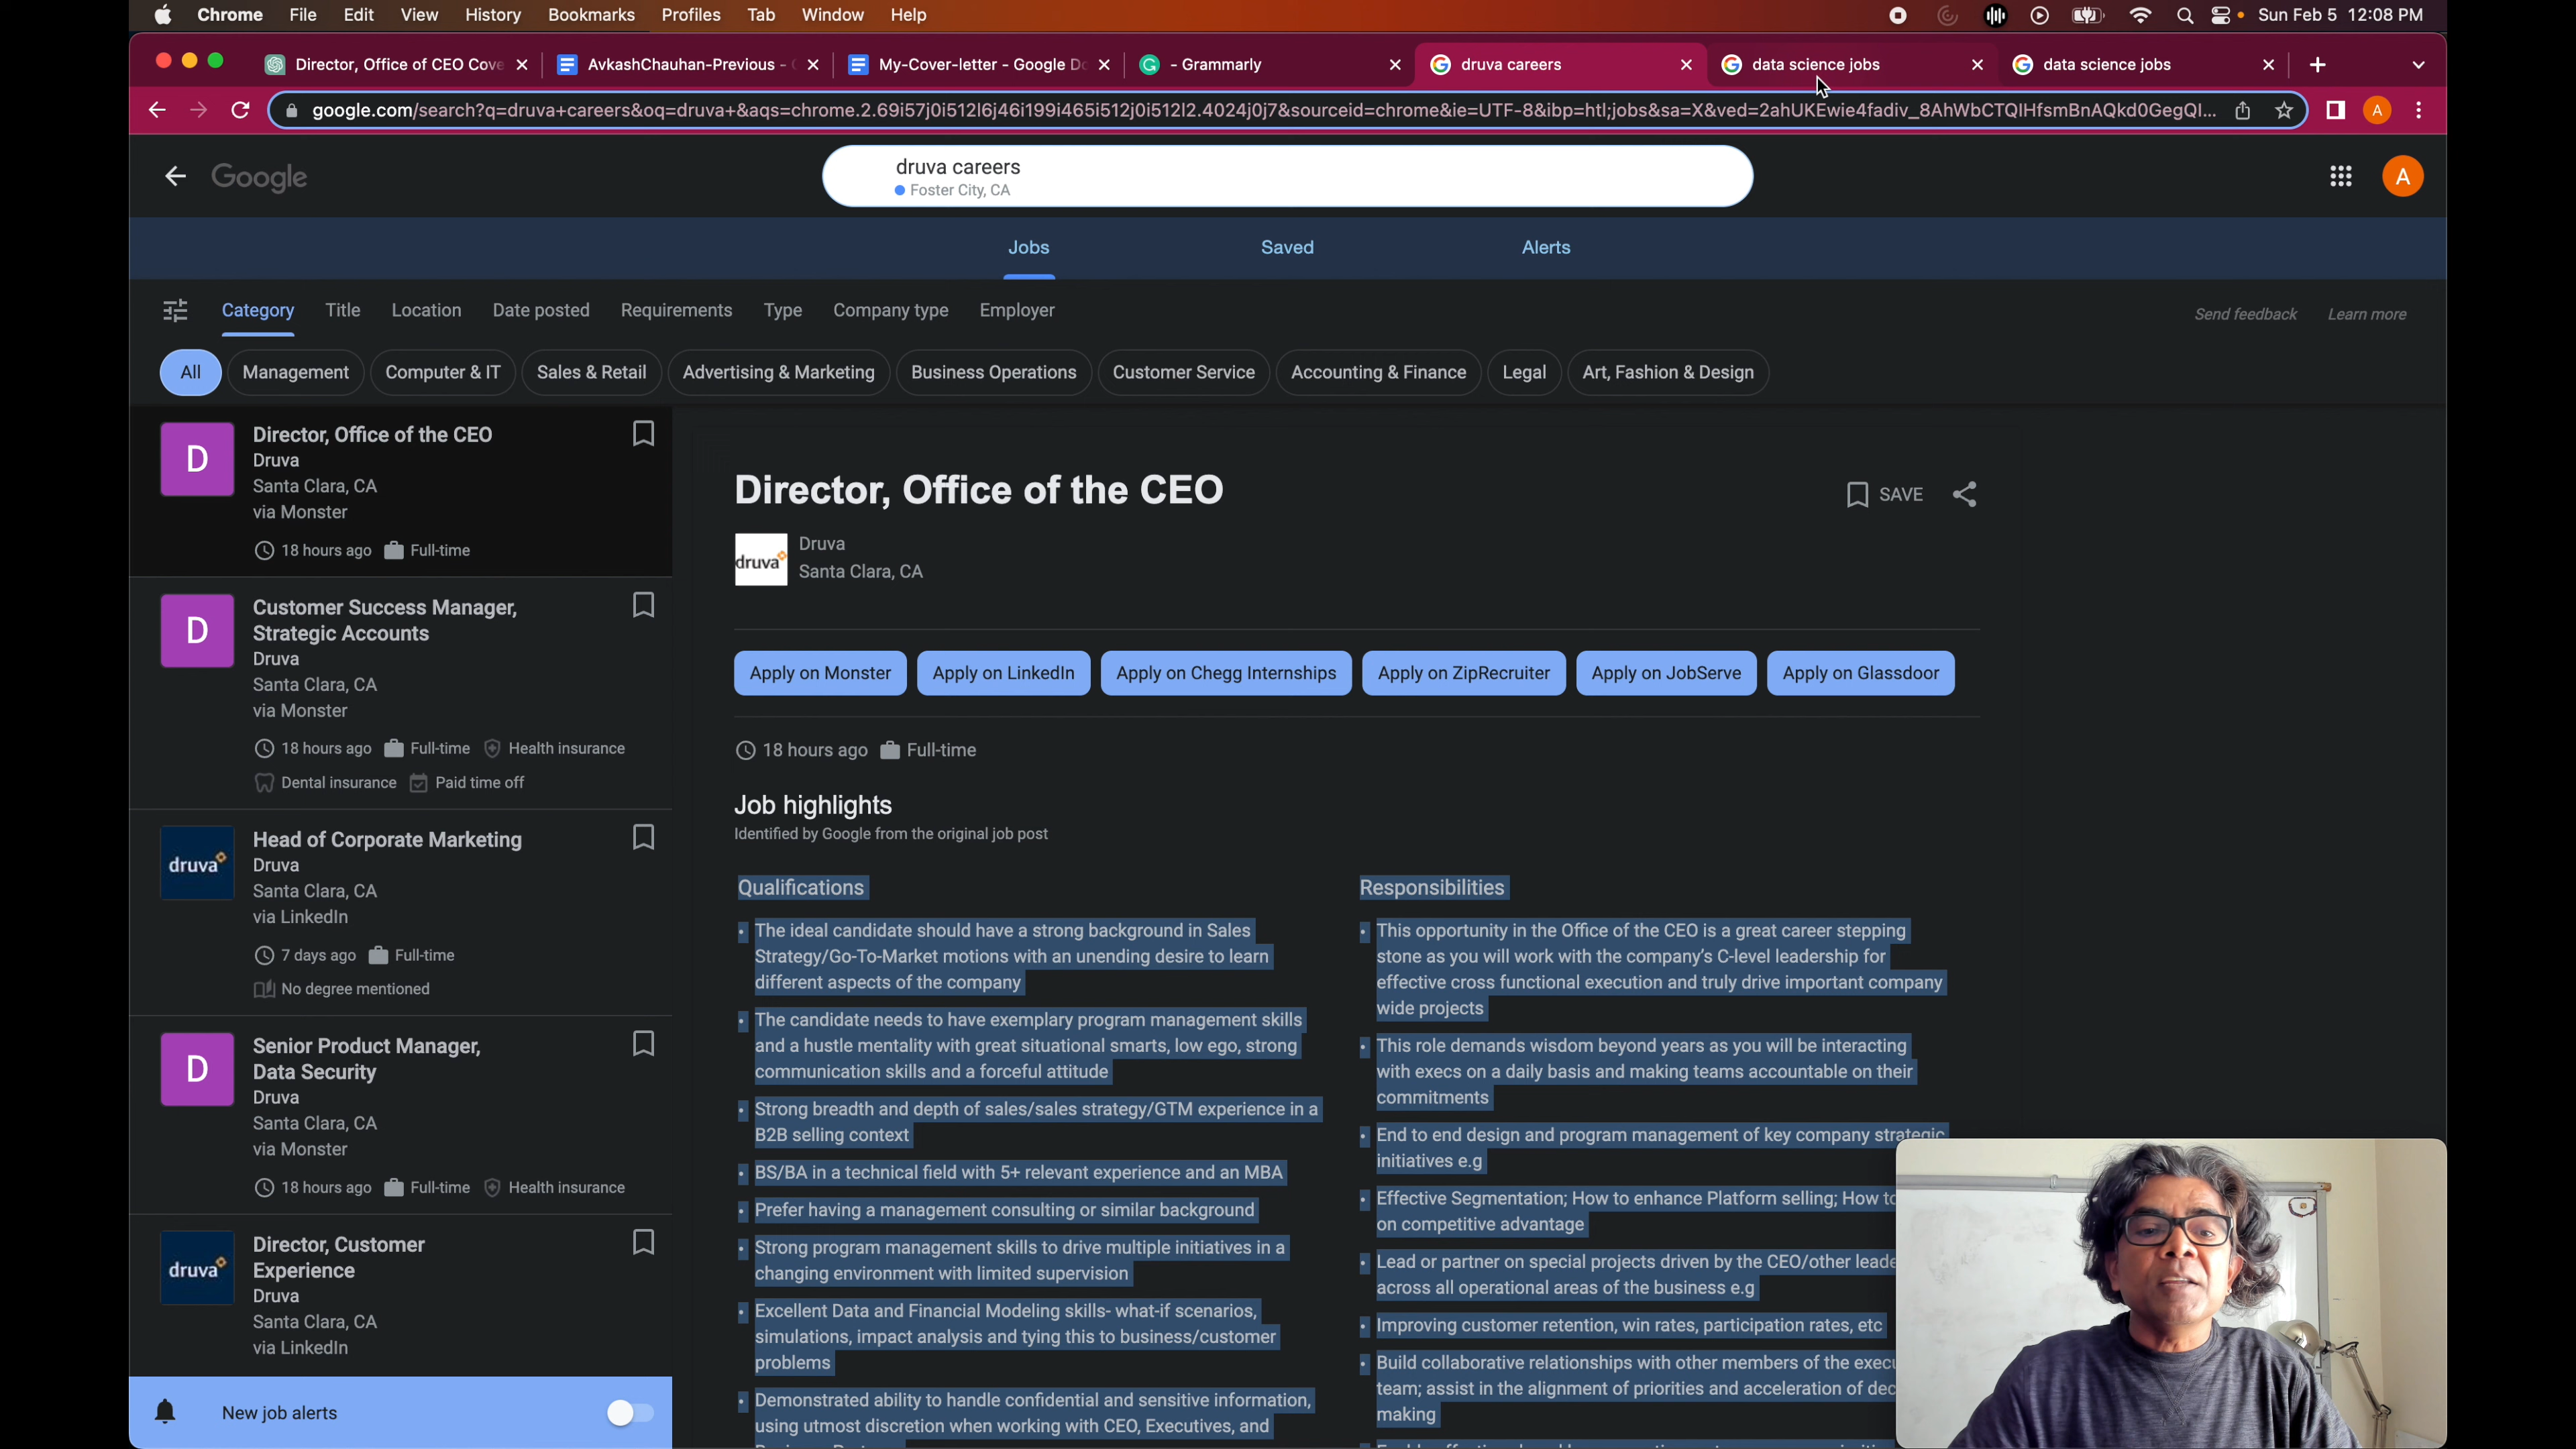 Chrome File Edit View History Bookmarks Profiles Tab Window Help
Sun Feb 5 12:08 PM
Director, Office of CEO Cove
AvkashChauhan-Previous -
My-Cover-letter - Google Do
- Grammarly
druva careers
data science jobs
data science jobs
google.com/search?q=druva+careers&oq=druva+&aqs=chrome.2.69i57j0i512l6j46i199i465i512j0i512l2.4024j0j7&sourceid=chrome&ie=UTF-8&ibp=htl;jobs&sa=X&ved=2ahUKEwie4fadiv_8AhWbCTQIHfsmBnAQkd0GegQI...
A
Google
druva careers
Foster City, CA
A
Jobs Saved Alerts
Category Title Location Date posted Requirements Type Company type Employer
Send feedback Learn more
All Management Computer & IT Sales & Retail Advertising & Marketing Business Operations Customer Service Accounting & Finance Legal Art, Fashion & Design
D
Director, Office of the CEO
Druva
Santa Clara, CA
via Monster
18 hours ago Full-time
D
Customer Success Manager,
Strategic Accounts
Druva
Santa Clara, CA
via Monster
18 hours ago Full-time Health insurance
Dental insurance Paid time off
druva
Head of Corporate Marketing
Druva
Santa Clara, CA
via LinkedIn
7 days ago Full-time
No degree mentioned
D
Senior Product Manager,
Data Security
Druva
Santa Clara, CA
via Monster
18 hours ago Full-time Health insurance
druva
Director, Customer
Experience
Druva
Santa Clara, CA
via LinkedIn
New job alerts
Director, Office of the CEO
SAVE
druva
Druva
Santa Clara, CA
Apply on Monster Apply on LinkedIn Apply on Chegg Internships Apply on ZipRecruiter Apply on JobServe Apply on Glassdoor
18 hours ago Full-time
Job highlights
Identified by Google from the original job post
Qualifications
• The ideal candidate should have a strong background in Sales
Strategy/Go-To-Market motions with an unending desire to learn
different aspects of the company
• The candidate needs to have exemplary program management skills
and a hustle mentality with great situational smarts, low ego, strong
communication skills and a forceful attitude
• Strong breadth and depth of sales/sales strategy/GTM experience in a
B2B selling context
• BS/BA in a technical field with 5+ relevant experience and an MBA
• Prefer having a management consulting or similar background
• Strong program management skills to drive multiple initiatives in a
changing environment with limited supervision
• Excellent Data and Financial Modeling skills- what-if scenarios,
simulations, impact analysis and tying this to business/customer
problems
• Demonstrated ability to handle confidential and sensitive information,
using utmost discretion when working with CEO, Executives, and
Responsibilities
• This opportunity in the Office of the CEO is a great career stepping
stone as you will work with the company's C-level leadership for
effective cross functional execution and truly drive important company
wide projects
• This role demands wisdom beyond years as you will be interacting
with execs on a daily basis and making teams accountable on their
commitments
• End to end design and program management of key company strategic
initiatives e.g
• Effective Segmentation; How to enhance Platform selling; How to
on competitive advantage
• Lead or partner on special projects driven by the CEO/other leade
across all operational areas of the business e.g
• Improving customer retention, win rates, participation rates, etc
• Build collaborative relationships with other members of the execu
team; assist in the alignment of priorities and acceleration of dec
making